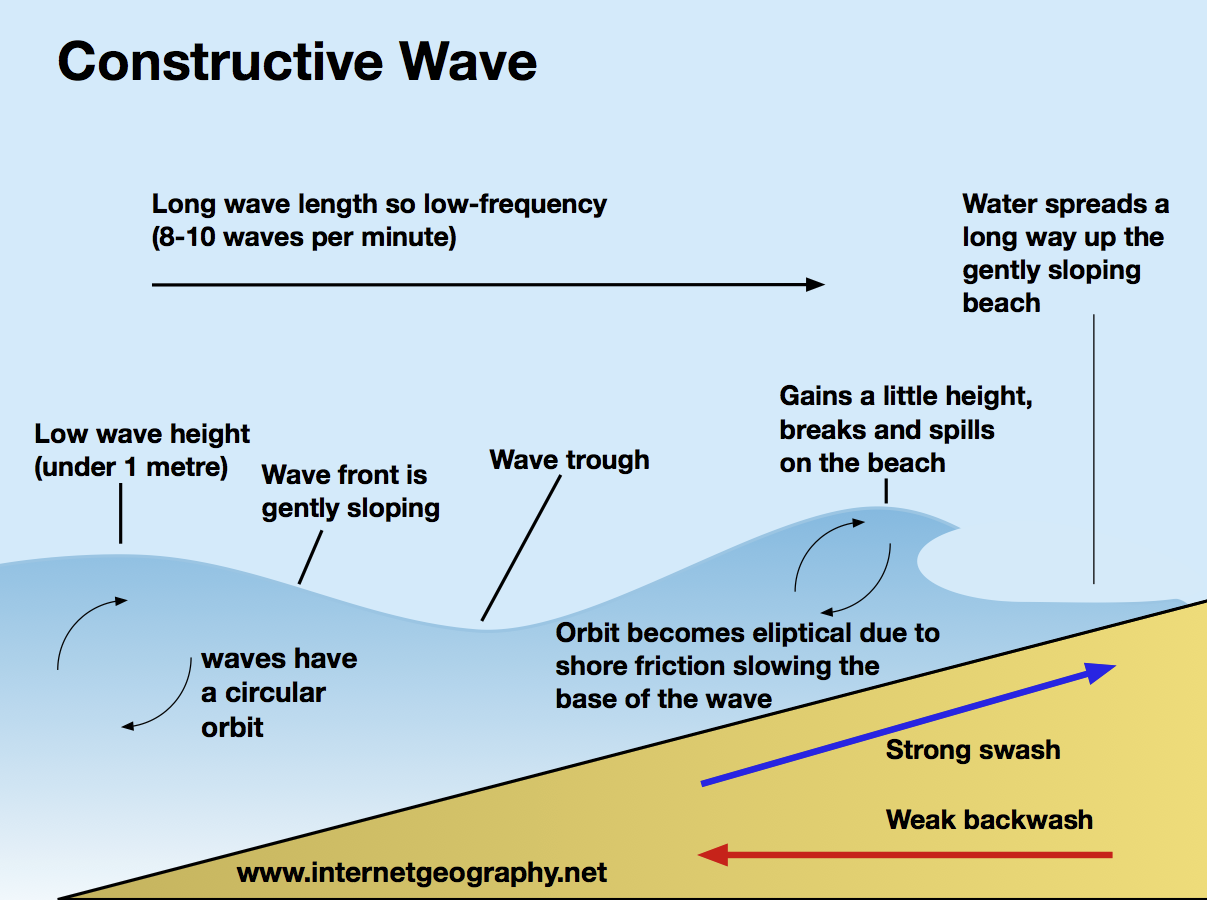 Constructive Wave
Long wave length so low-frequency
(8-10 waves per minute)
Water spreads a
long way up the
gently sloping
beach
Gains a little height,
breaks and spills
on the beach
Low wave height
(under 1 metre)
Wave front is
gently sloping
Wave trough
waves have
a circular
orbit
Orbit becomes eliptical due to
shore friction slowing the
base of the wave
Strong swash
Weak backwash
www.internetgeography.net